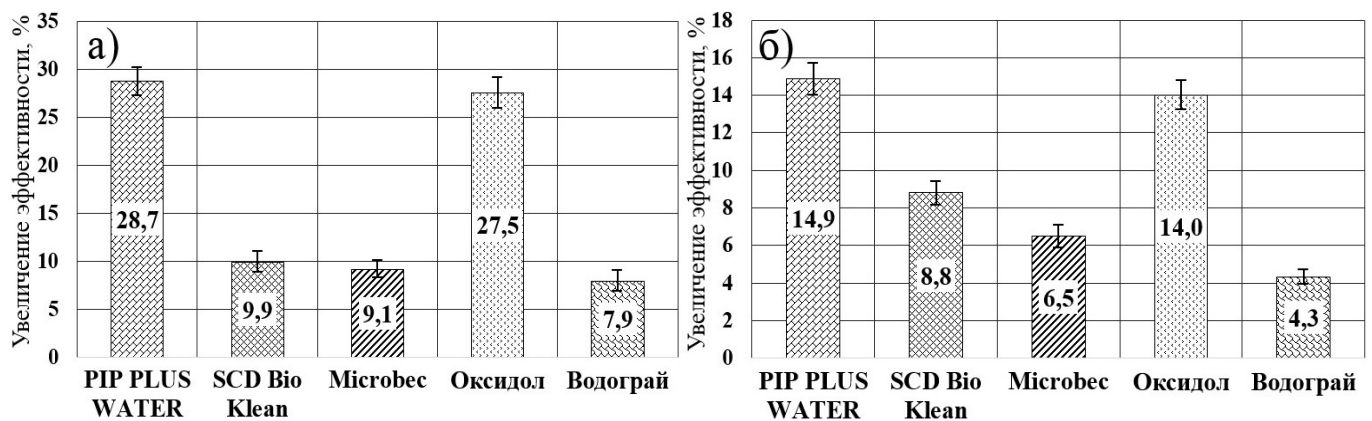 а)
Увеличение эффективности, %
35
30
25
20
15
10
5
0
28,7
9,9
9,1
27,5
7,9
PIP PLUS
WATER
SCD Bio
Klean
Microbec
Оксидол
Водограй
б)
Увеличение эффективности, %
18
16
14
12
10
8
6
4
2
0
14,9
8,8
6,5
14,0
4,3
PIP PLUS
WATER
SCD Bio
Klean
Microbec
Оксидол
Водограй